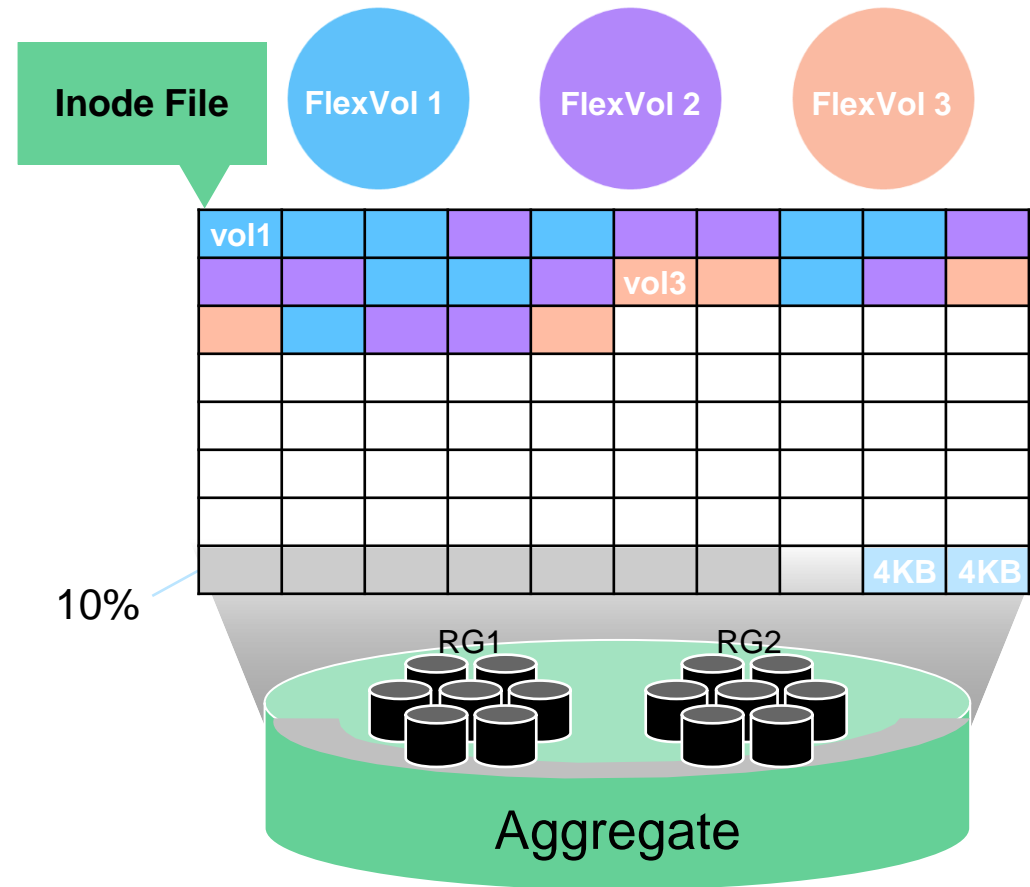 Inode File
FlexVol 1
FlexVol 2
FlexVol 3
vol1
vol3
4KB 4KB
10%
RG1
RG2
Aggregate